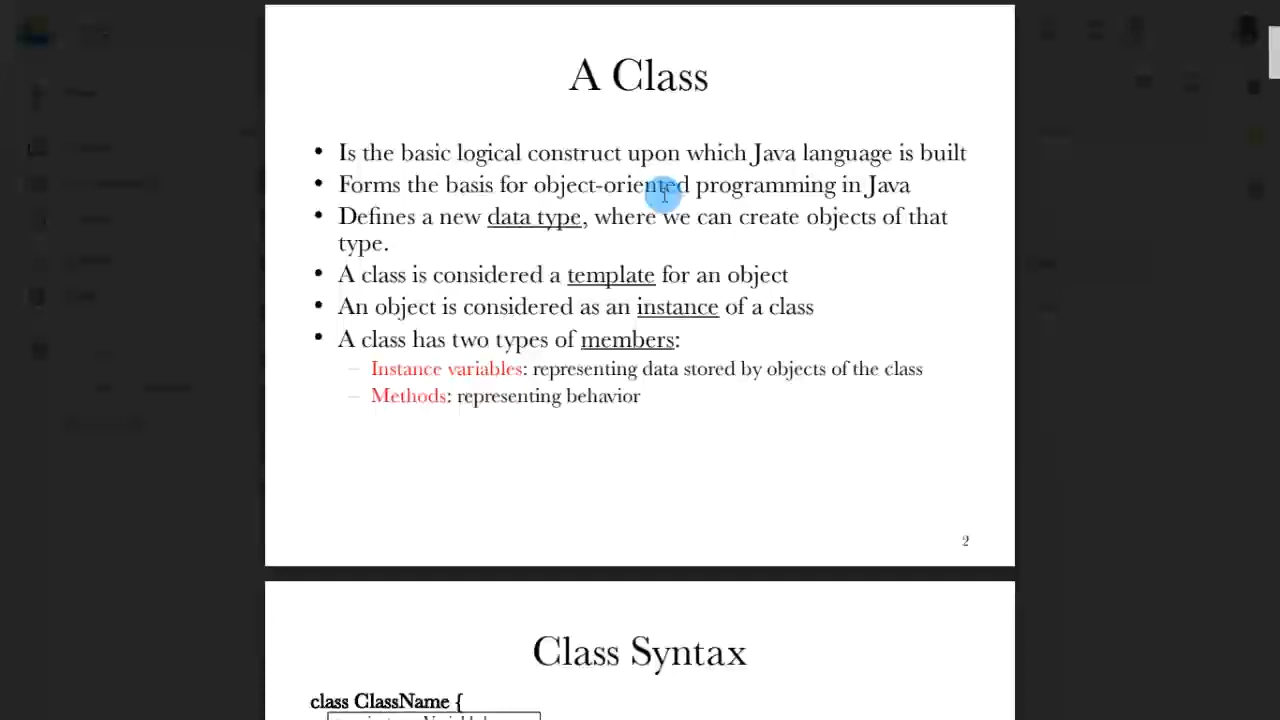 A Class
• Is the basic logical construct upon which Java language is built
• Forms the basis for object-oriented programming in Java
• Defines a new data type, where we can create objects of that
type.
• A class is considered a template for an object
• An object is considered as an instance of a class
• A class has two types of members:
– Instance variables: representing data stored by objects of the class
– Methods: representing behavior
2
Class Syntax
class ClassName {